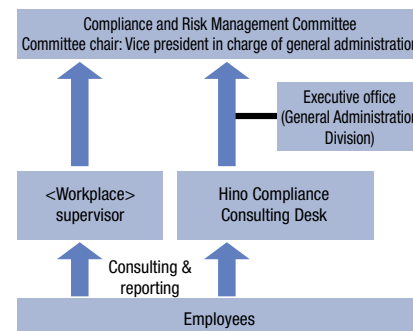 Compliance and Risk Management Committee
Committee chair: Vice president in charge of general administration
Executive office
(General Administration
Division)
<Workplace>
supervisor
Hino Compliance
Consulting Desk
Consulting &
reporting
Employees